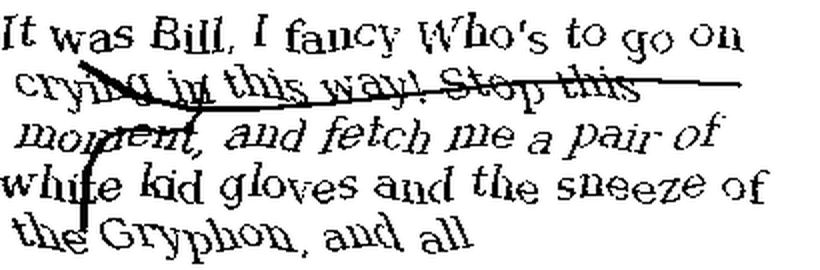 It was Bill, I fancy Who's to go on
crying in this way! Stop this
moment, and fetch me a pair of
white kid gloves and the sneeze of
the Gryphon, and all